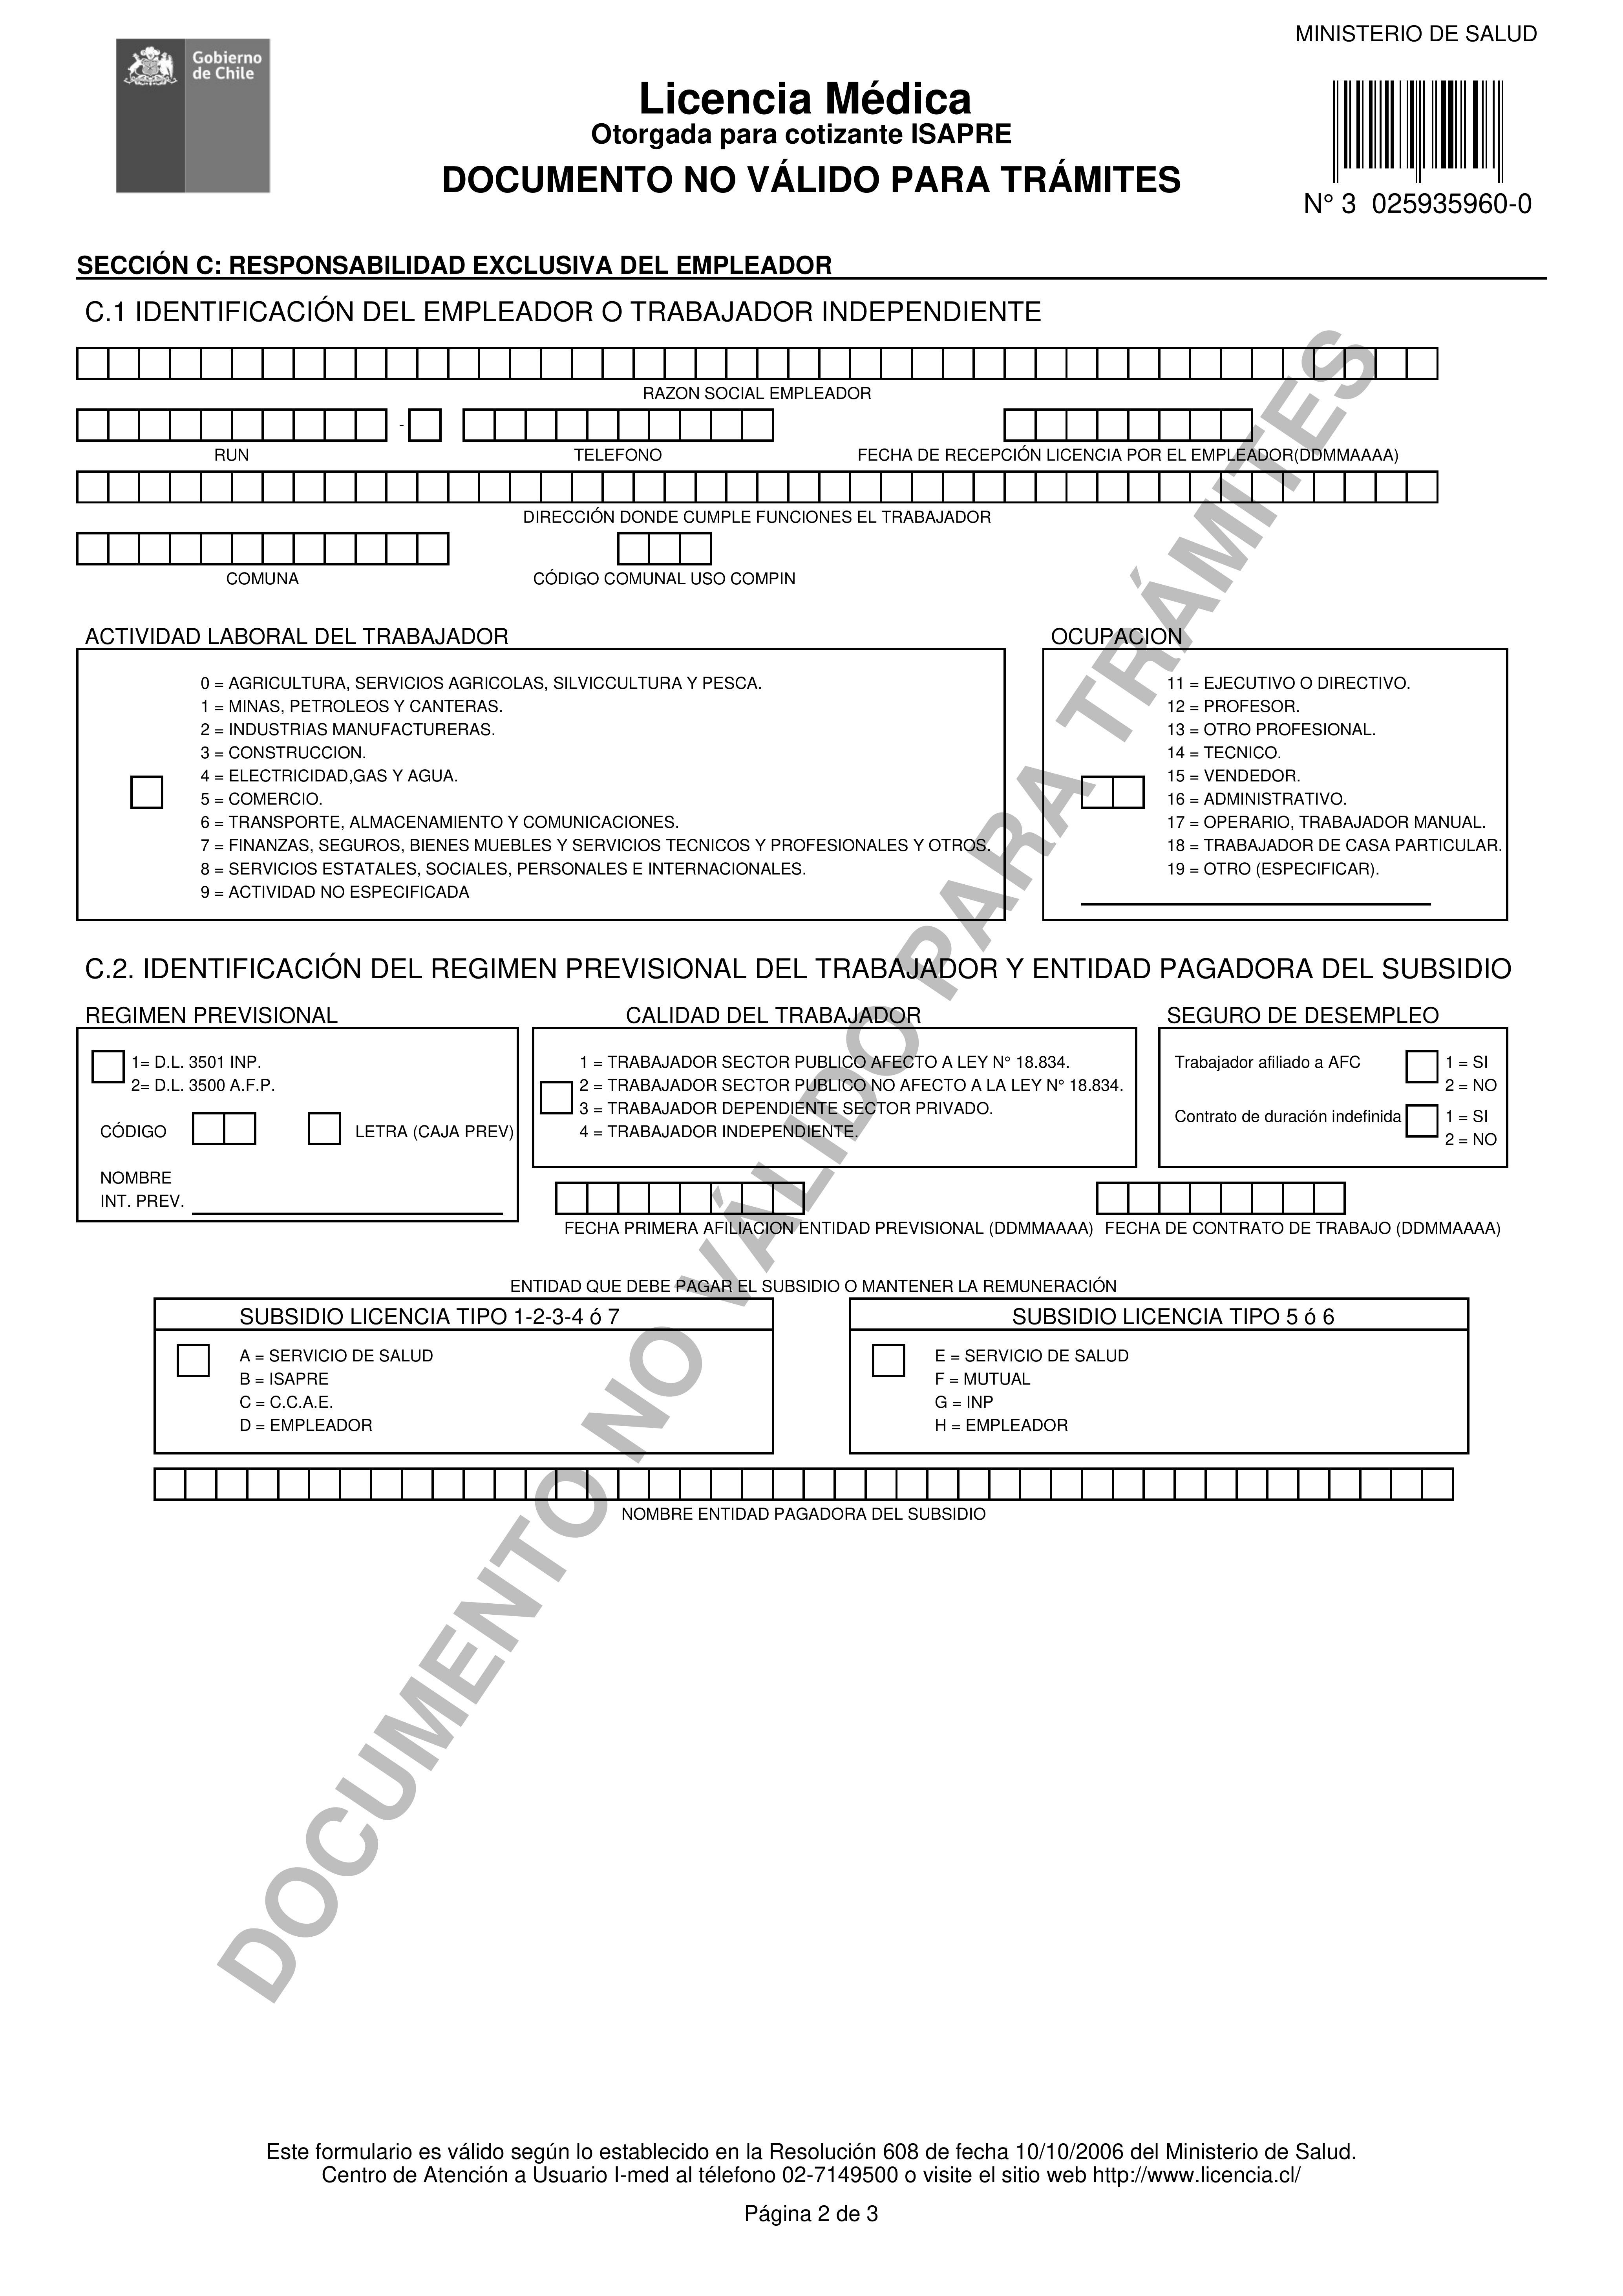 MINISTERIO DE SALUD
Gobierno
de Chile
Licencia Médica
Otorgada para cotizante ISAPRE
DOCUMENTO NO VÁLIDO PARA TRÁMITES
N° 3 025935960-0
SECCIÓN C: RESPONSABILIDAD EXCLUSIVA DEL EMPLEADOR
C.1 IDENTIFICACIÓN DEL EMPLEADOR O TRABAJADOR INDEPENDIENTE
RAZON SOCIAL EMPLEADOR
-
RUN TELEFONO FECHA DE RECEPCIÓN LICENCIA POR EL EMPLEADOR(DDMMAAAA)
DIRECCIÓN DONDE CUMPLE FUNCIONES EL TRABAJADOR
COMUNA CÓDIGO COMUNAL USO COMPIN
ACTIVIDAD LABORAL DEL TRABAJADOR
0 = AGRICULTURA, SERVICIOS AGRICOLAS, SILVICCULTURA Y PESCA.
1 = MINAS, PETROLEOS Y CANTERAS.
2 = INDUSTRIAS MANUFACTURERAS.
3 = CONSTRUCCION.
4 = ELECTRICIDAD,GAS Y AGUA.
5 = COMERCIO.
6 = TRANSPORTE, ALMACENAMIENTO Y COMUNICACIONES.
7 = FINANZAS, SEGUROS, BIENES MUEBLES Y SERVICIOS TECNICOS Y PROFESIONALES Y OTROS.
8 = SERVICIOS ESTATALES, SOCIALES, PERSONALES E INTERNACIONALES.
9 = ACTIVIDAD NO ESPECIFICADA
OCUPACION
11 = EJECUTIVO O DIRECTIVO.
12 = PROFESOR.
13 = OTRO PROFESIONAL.
14 = TECNICO.
15 = VENDEDOR.
16 = ADMINISTRATIVO.
17 = OPERARIO, TRABAJADOR MANUAL.
18 = TRABAJADOR DE CASA PARTICULAR.
19 = OTRO (ESPECIFICAR).
C.2. IDENTIFICACIÓN DEL REGIMEN PREVISIONAL DEL TRABAJADOR Y ENTIDAD PAGADORA DEL SUBSIDIO
REGIMEN PREVISIONAL
1= D.L. 3501 INP.
2= D.L. 3500 A.F.P.
CÓDIGO LETRA (CAJA PREV)
NOMBRE
INT. PREV.
CALIDAD DEL TRABAJADOR
1 = TRABAJADOR SECTOR PUBLICO AFECTO A LEY N° 18.834.
2 = TRABAJADOR SECTOR PUBLICO NO AFECTO A LA LEY N° 18.834.
3 = TRABAJADOR DEPENDIENTE SECTOR PRIVADO.
4 = TRABAJADOR INDEPENDIENTE.
SEGURO DE DESEMPLEO
Trabajador afiliado a AFC 1 = SI
2 = NO
Contrato de duración indefinida 1 = SI
2 = NO
FECHA PRIMERA AFILIACION ENTIDAD PREVISIONAL (DDMMAAAA) FECHA DE CONTRATO DE TRABAJO (DDMMAAAA)
ENTIDAD QUE DEBE PAGAR EL SUBSIDIO O MANTENER LA REMUNERACIÓN
SUBSIDIO LICENCIA TIPO 1-2-3-4 ó 7
A = SERVICIO DE SALUD
B = ISAPRE
C = C.C.A.E.
D = EMPLEADOR
SUBSIDIO LICENCIA TIPO 5 ó 6
E = SERVICIO DE SALUD
F = MUTUAL
G = INP
H = EMPLEADOR
NOMBRE ENTIDAD PAGADORA DEL SUBSIDIO
DOCUMENTO NO VÁLIDO PARA TRÁMITES
Este formulario es válido según lo establecido en la Resolución 608 de fecha 10/10/2006 del Ministerio de Salud.
Centro de Atención a Usuario I-med al télefono 02-7149500 o visite el sitio web http://www.licencia.cl/
Página 2 de 3